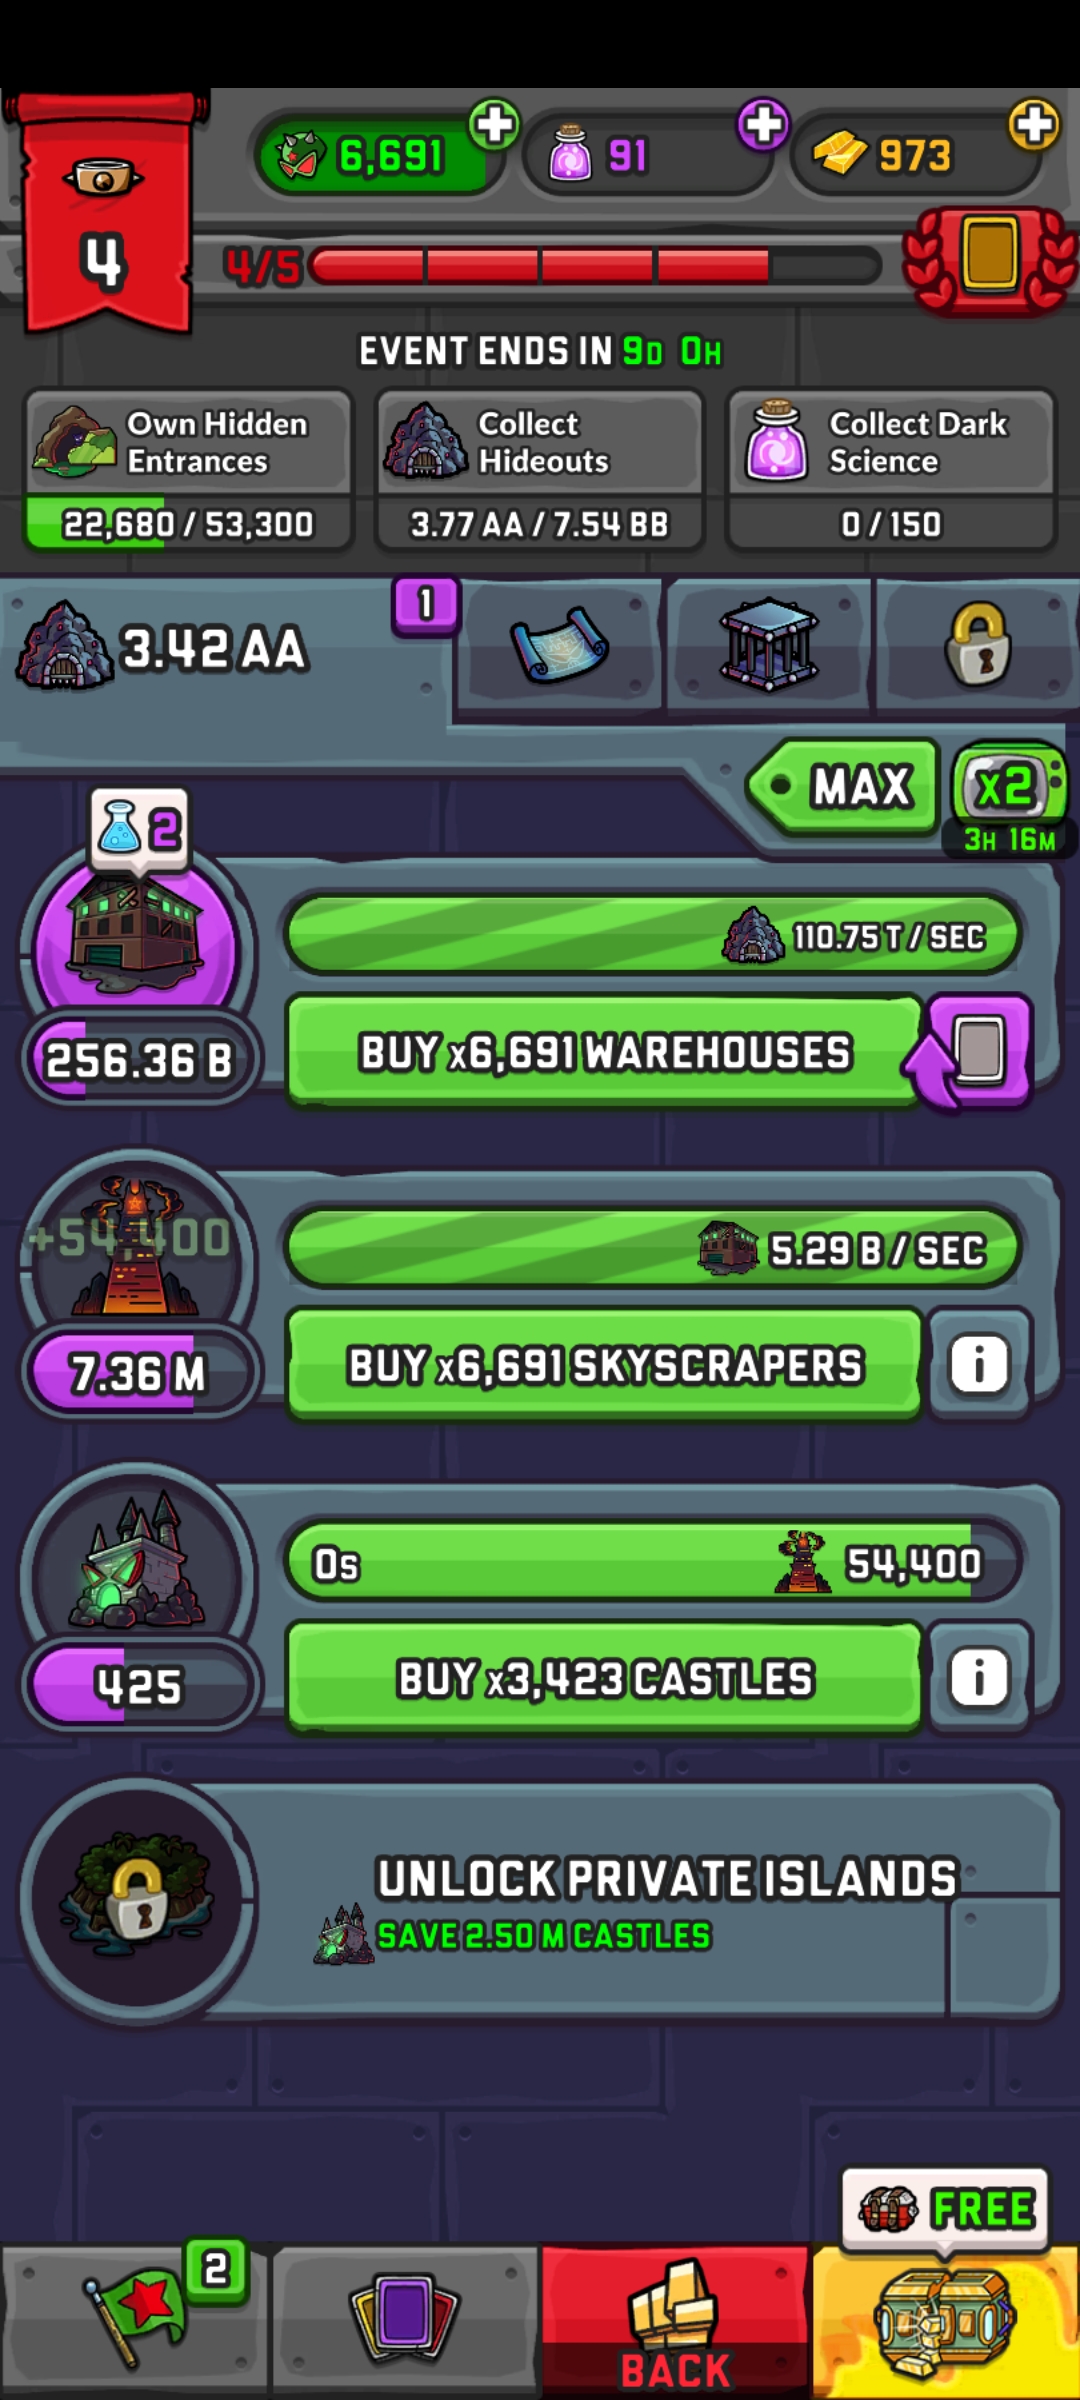 6,691
91
973
4
4/5
EVENT ENDS IN 9D 0H
Own Hidden
Entrances
22,680 / 53,300
Collect
Hideouts
3.77 AA / 7.54 BB
Collect Dark
Science
0 / 150
3.42 AA
1
MAX
x2
3H 16M
2
110.75 T / SEC
256.36 B
BUY x6,691 WAREHOUSES
+54,400
5.29 B / SEC
7.36 M
BUY x6,691 SKYSCRAPERS
i
0s
54,400
425
BUY x3,423 CASTLES
i
UNLOCK PRIVATE ISLANDS
SAVE 2.50 M CASTLES
FREE
2
BACK